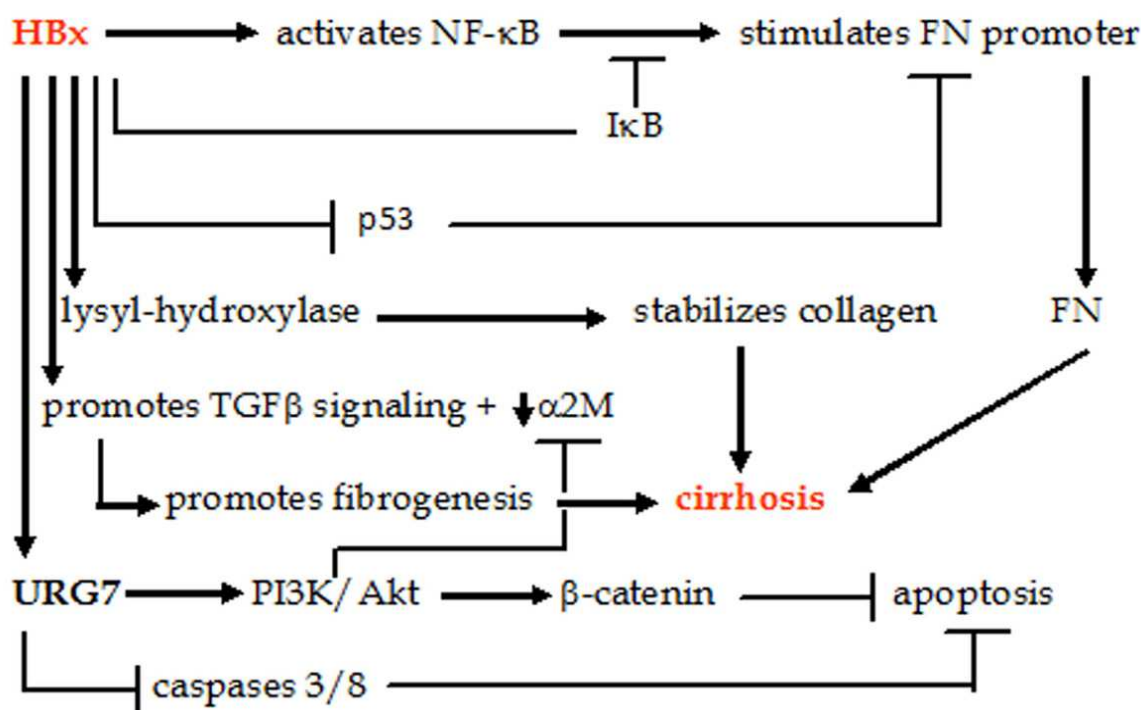 HBx activates NF-κB stimulates FN promoter
IκB
p53
lysyl-hydroxylase stabilizes collagen FN
promotes TGFβ signaling + α2M
promotes fibrogenesis cirrhosis
URG7 PI3K/Akt β-catenin apoptosis
caspases 3/8